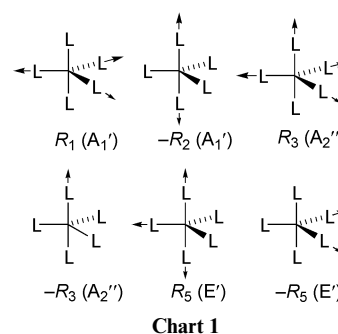 L L L
L L L L L L
L L L
L L L
R₁ (A₁′) –R₂ (A₁′) R₃ (A₂″)
L L L
L L L L L L
L L L
L L L
–R₃ (A₂″) R₅ (E′) –R₅ (E′)
Chart 1